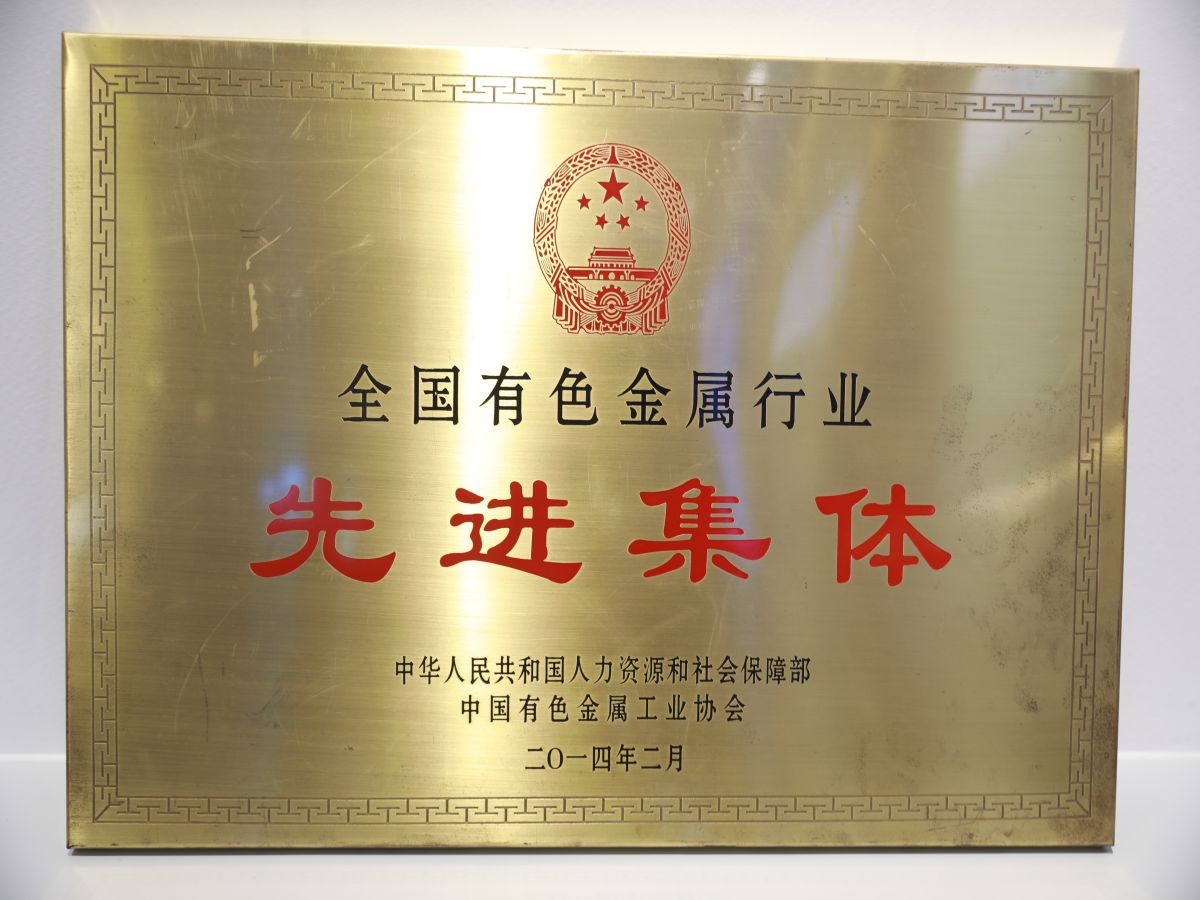 全国有色金属行业
先进集体
中华人民共和国人力资源和社会保障部
中国有色金属工业协会
二〇一四年二月